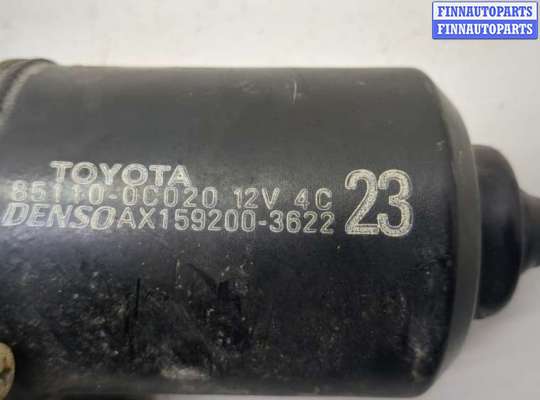 FINNAUTOPARTS
FINNAUTOPARTS
TOYOTA
85110-0C020 12V 4C
DENSO AX159200-3622
23